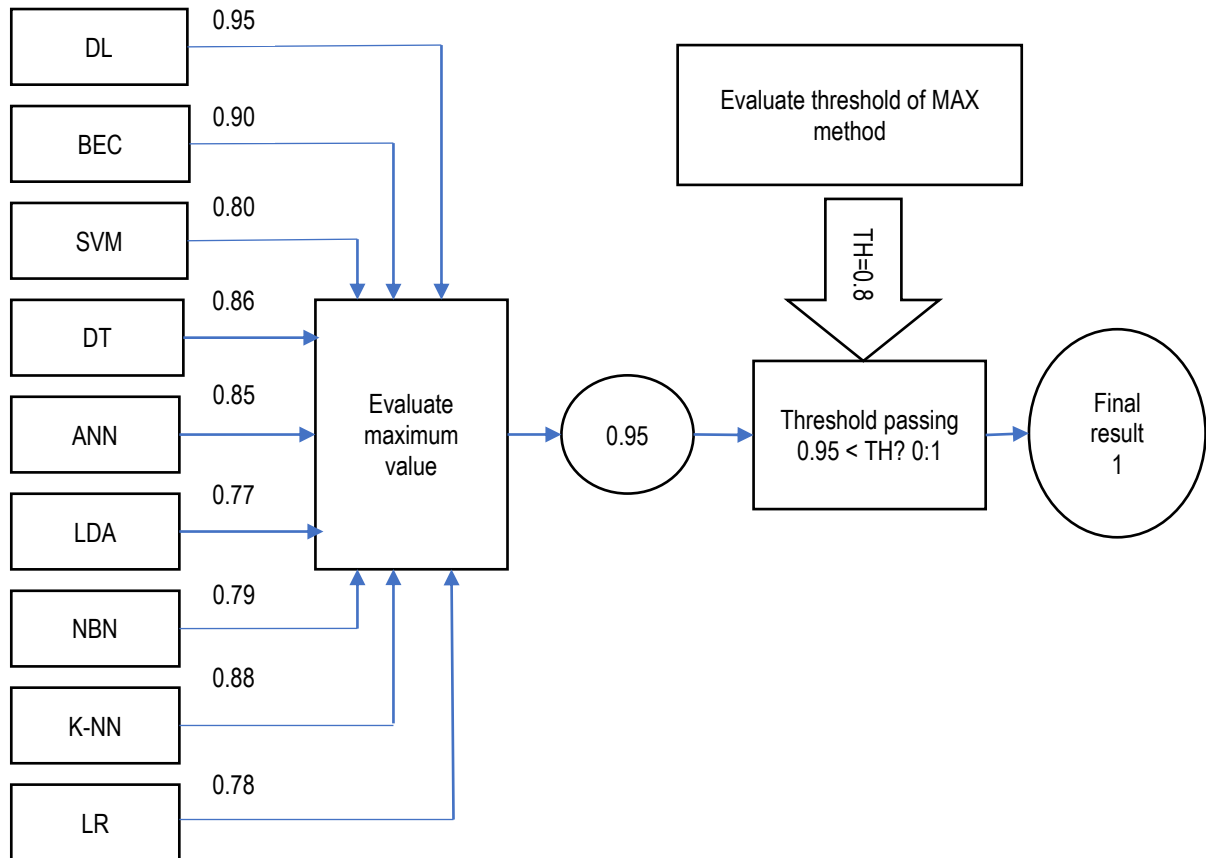 DL
0.95
BEC
0.90
SVM
0.80
DT
0.86
ANN
0.85
LDA
0.77
NBN
0.79
K-NN
0.88
LR
0.78
Evaluate
maximum
value
0.95
Evaluate threshold of MAX
method
TH=0.8
Threshold passing
0.95 < TH? 0:1
Final
result
1